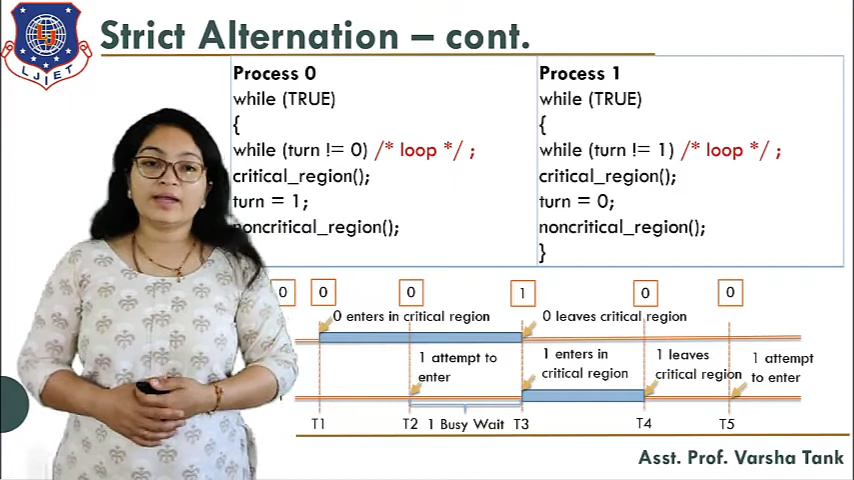 LJIET
Strict Alternation – cont.
Process 0
while (TRUE)
{
while (turn != 0) /* loop */ ;
critical_region();
turn = 1;
noncritical_region();
Process 1
while (TRUE)
{
while (turn != 1) /* loop */ ;
critical_region();
turn = 0;
noncritical_region();
}
0 0 0 1 0 0
0 enters in critical region
0 leaves critical region
1 attempt to
enter
1 enters in
critical region
1 leaves
critical region
1 attempt
to enter
T1 T2 1 Busy Wait T3 T4 T5
Asst. Prof. Varsha Tank